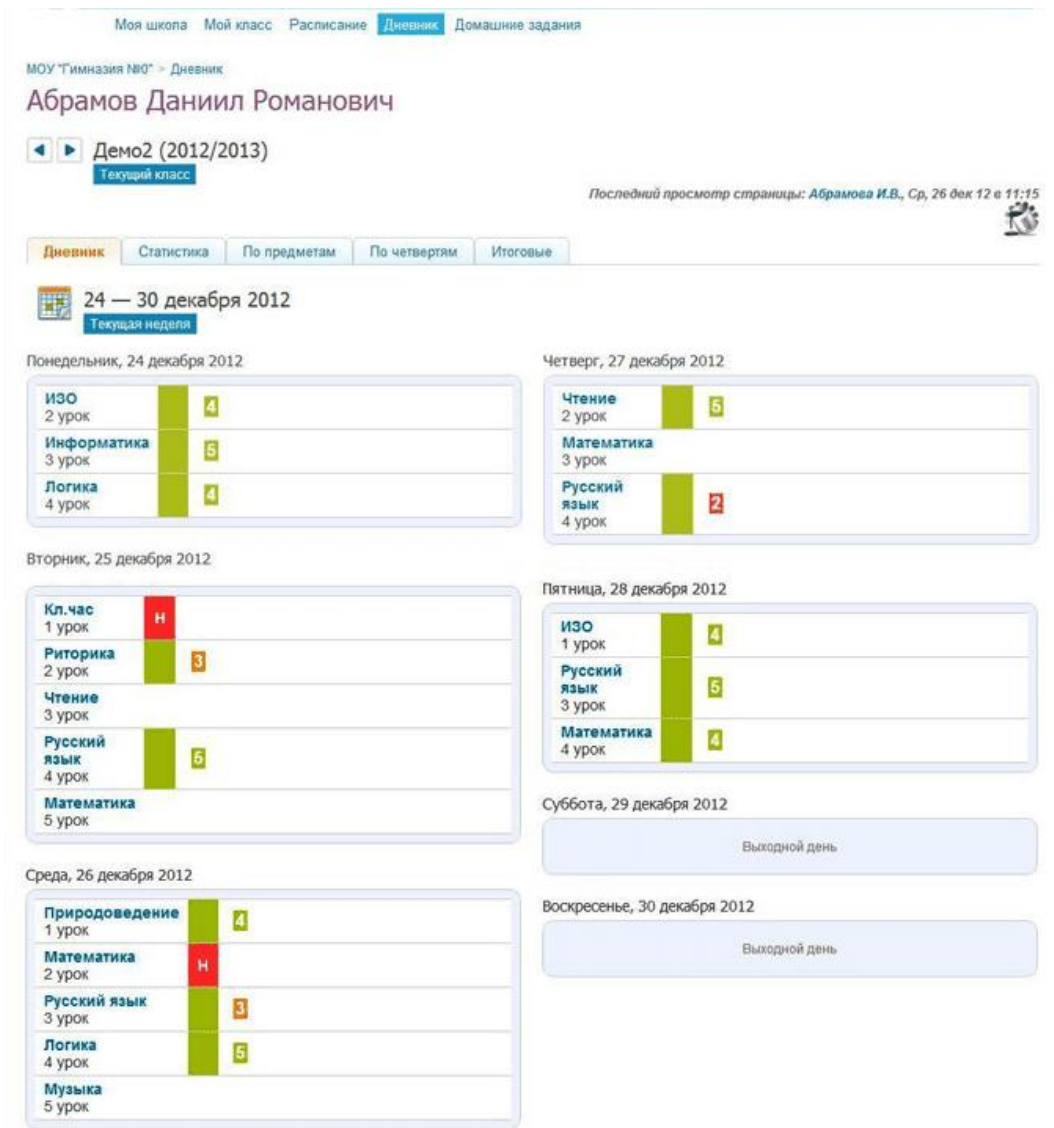 Моя школа Мой класс Расписание Дневник Домашние задания
МОУ "Гимназия №0" > Дневник
Абрамов Даниил Романович
Демо2 (2012/2013)
Текущий класс
Последний просмотр страницы: Абрамова И.В., Ср, 26 дек 12 в 11:15
Дневник Статистика По предметам По четвертям Итоговые
24 — 30 декабря 2012
Текущая неделя
Понедельник, 24 декабря 2012
ИЗО 4
2 урок
Информатика 5
3 урок
Логика 4
4 урок
Вторник, 25 декабря 2012
Кл.час Н
1 урок
Риторика 3
2 урок
Чтение
3 урок
Русский
язык 5
4 урок
Математика
5 урок
Среда, 26 декабря 2012
Природоведение 4
1 урок
Математика Н
2 урок
Русский язык 3
3 урок
Логика 5
4 урок
Музыка
5 урок
Четверг, 27 декабря 2012
Чтение 5
2 урок
Математика
3 урок
Русский
язык 2
4 урок
Пятница, 28 декабря 2012
ИЗО 4
1 урок
Русский
язык 5
3 урок
Математика 4
4 урок
Суббота, 29 декабря 2012
Выходной день
Воскресенье, 30 декабря 2012
Выходной день